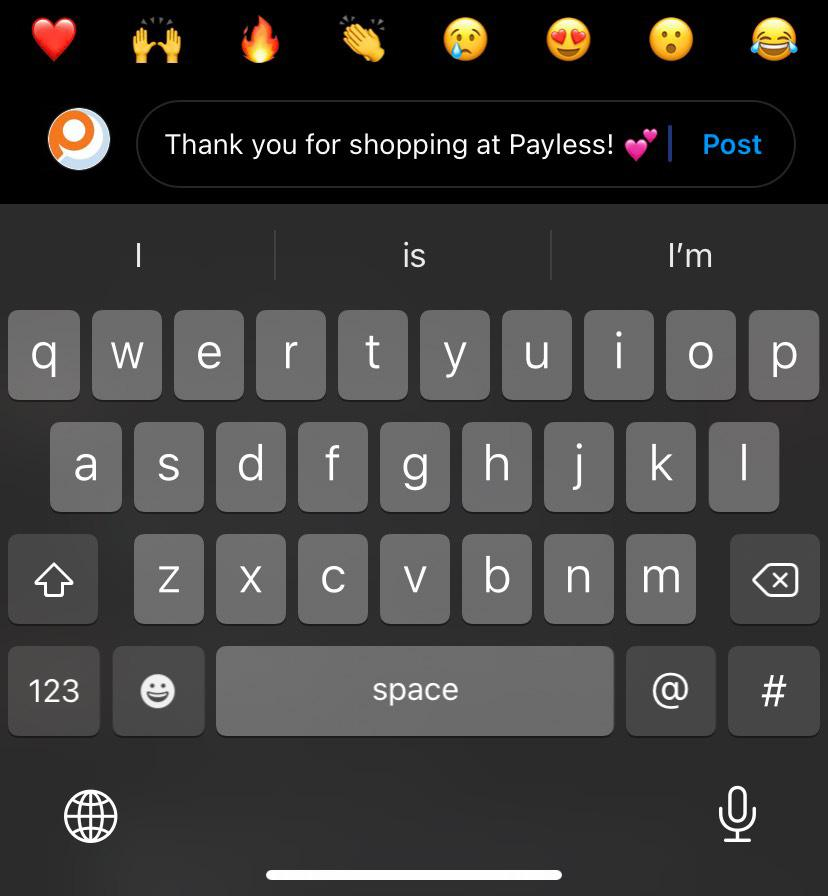 Thank you for shopping at Payless! 💕 Post
I is I’m
q w e r t y u i o p
a s d f g h j k l
z x c v b n m
123 space @ #